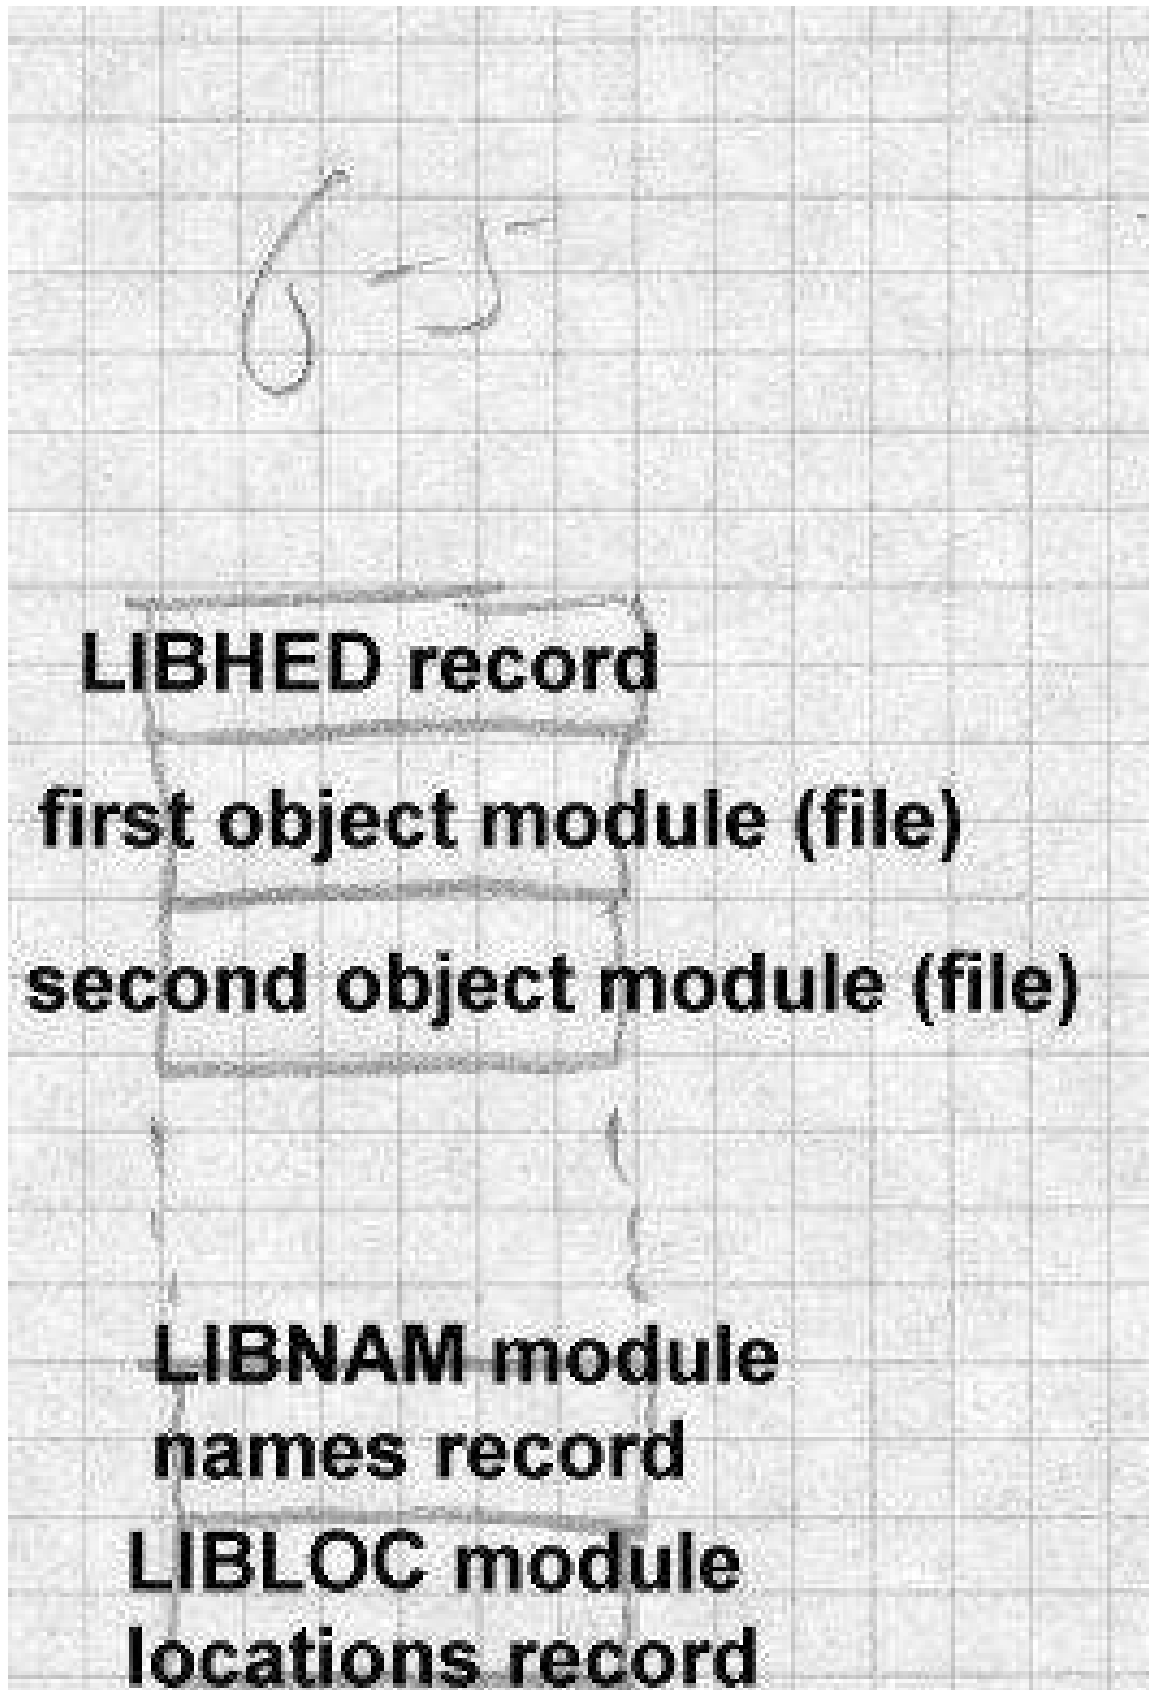 6-5
LIBHED record
first object module (file)
second object module (file)
LIBNAM module
names record
LIBLOC module
locations record